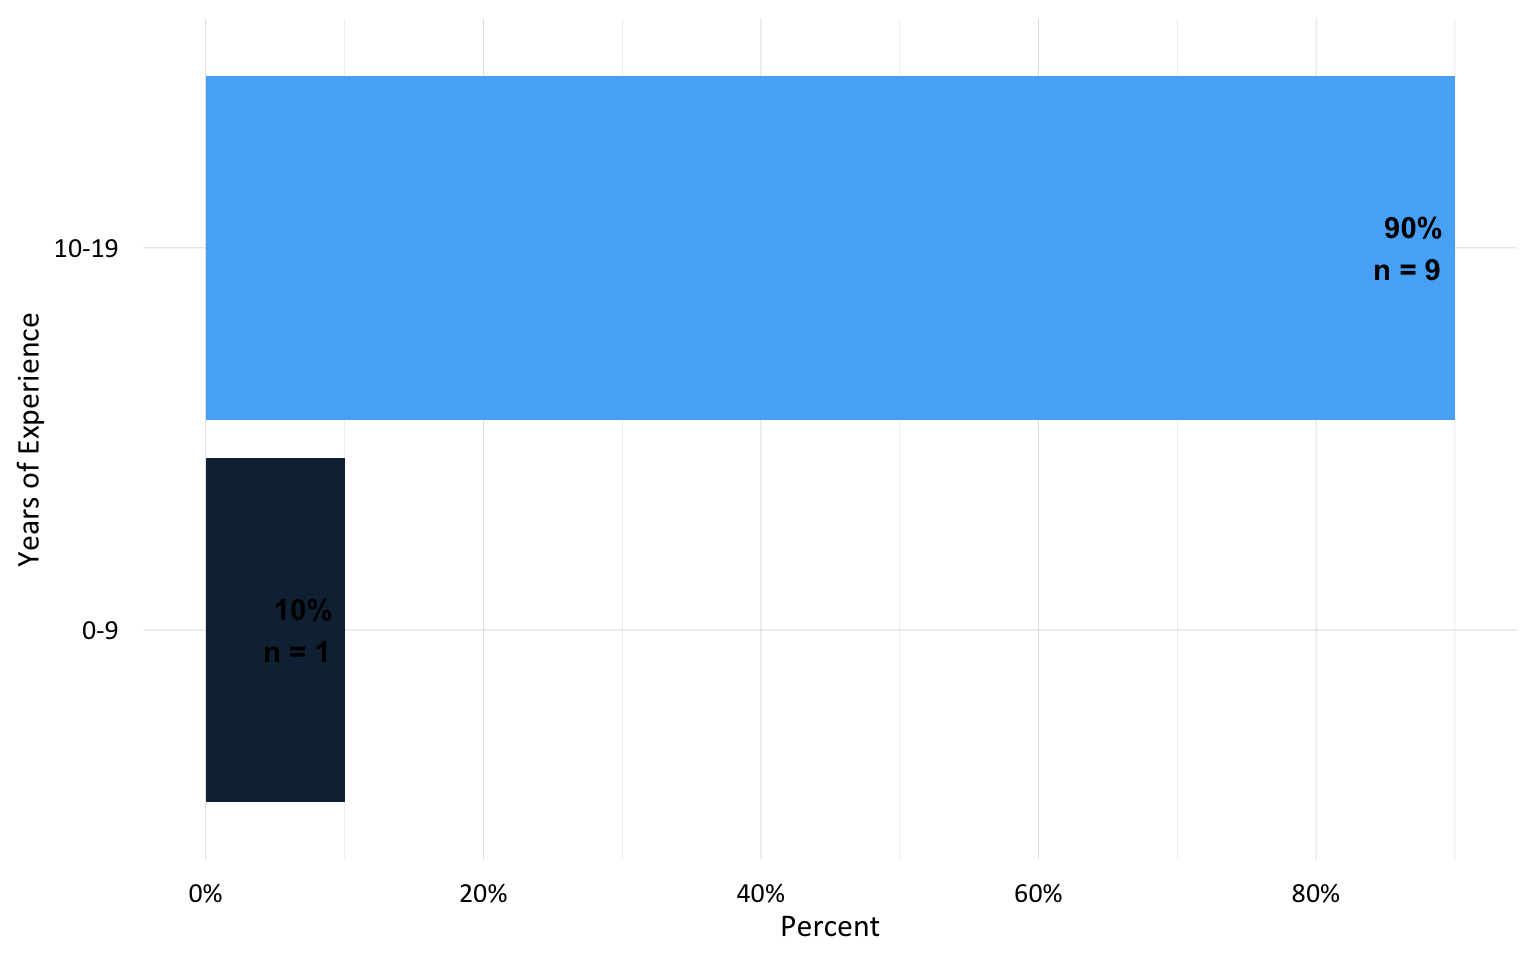 90%
n = 9
10-19
Years of Experience
10%
n = 1
0-9
0% 20% 40% 60% 80%
Percent